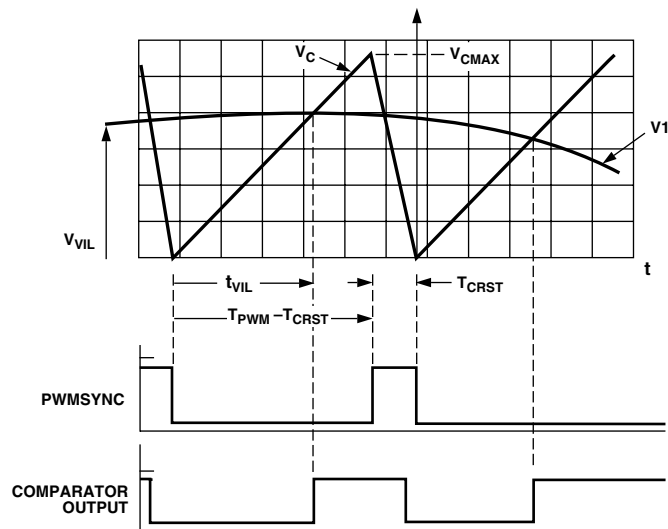 V_C
V_CMAX
V1
V_VIL
t
t_VIL
T_CRST
T_PWM – T_CRST
PWMSYNC
COMPARATOR
OUTPUT